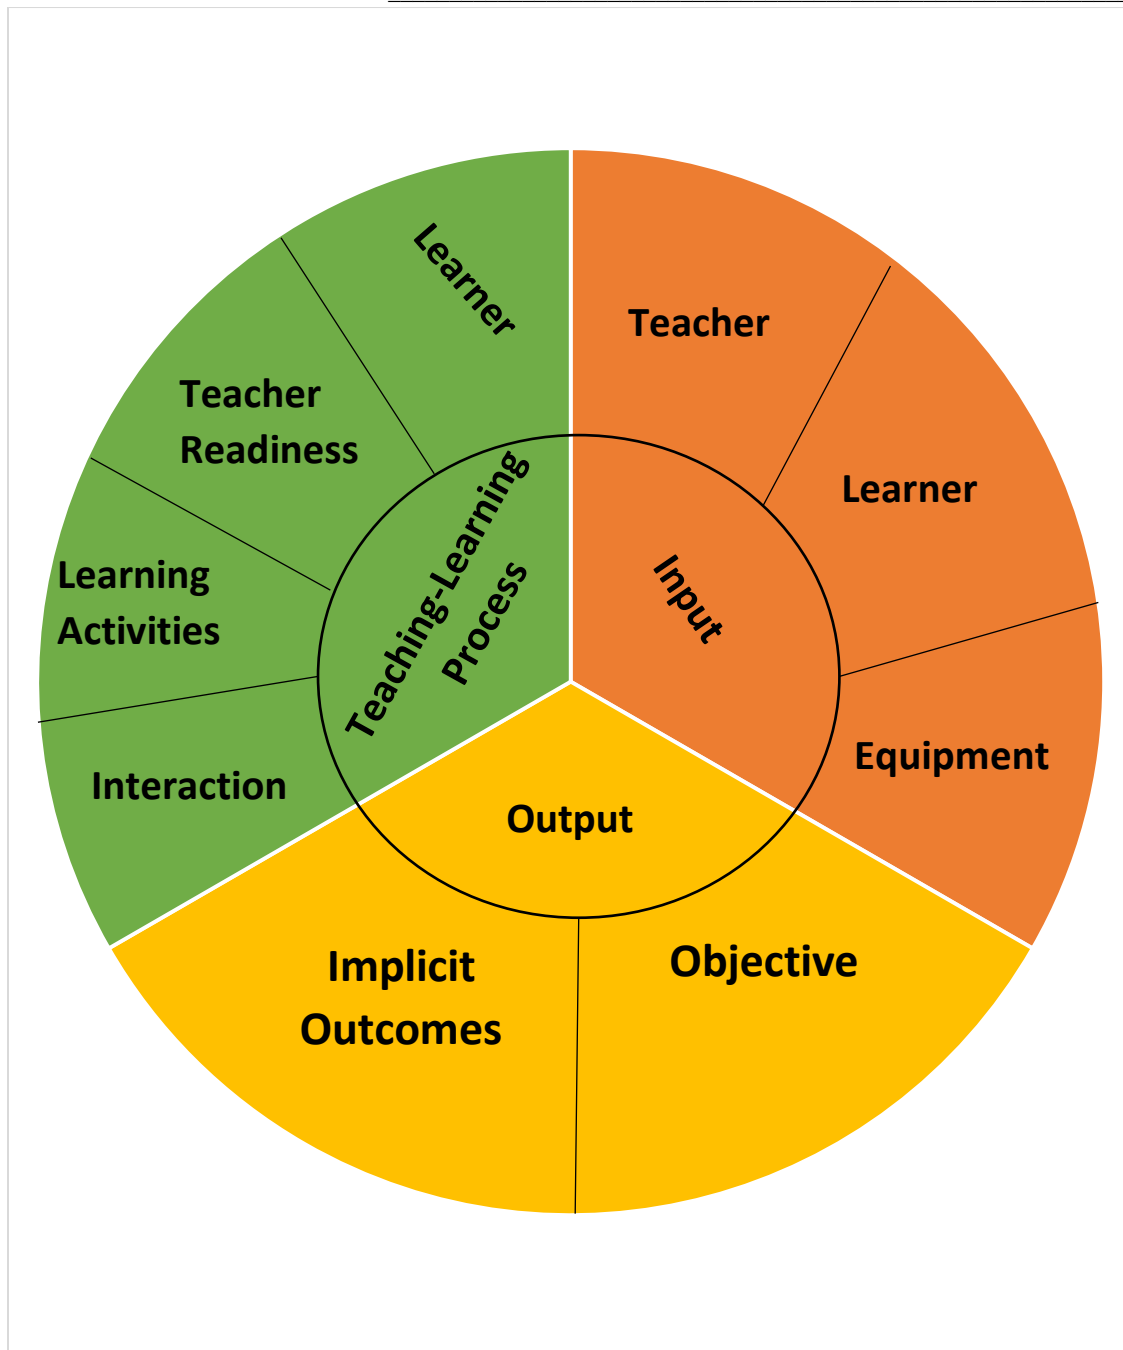 Learner
Teacher
Teacher
Readiness
Learner
Learning
Activities
Teaching-Learning
Process
Input
Interaction
Equipment
Output
Implicit
Outcomes
Objective